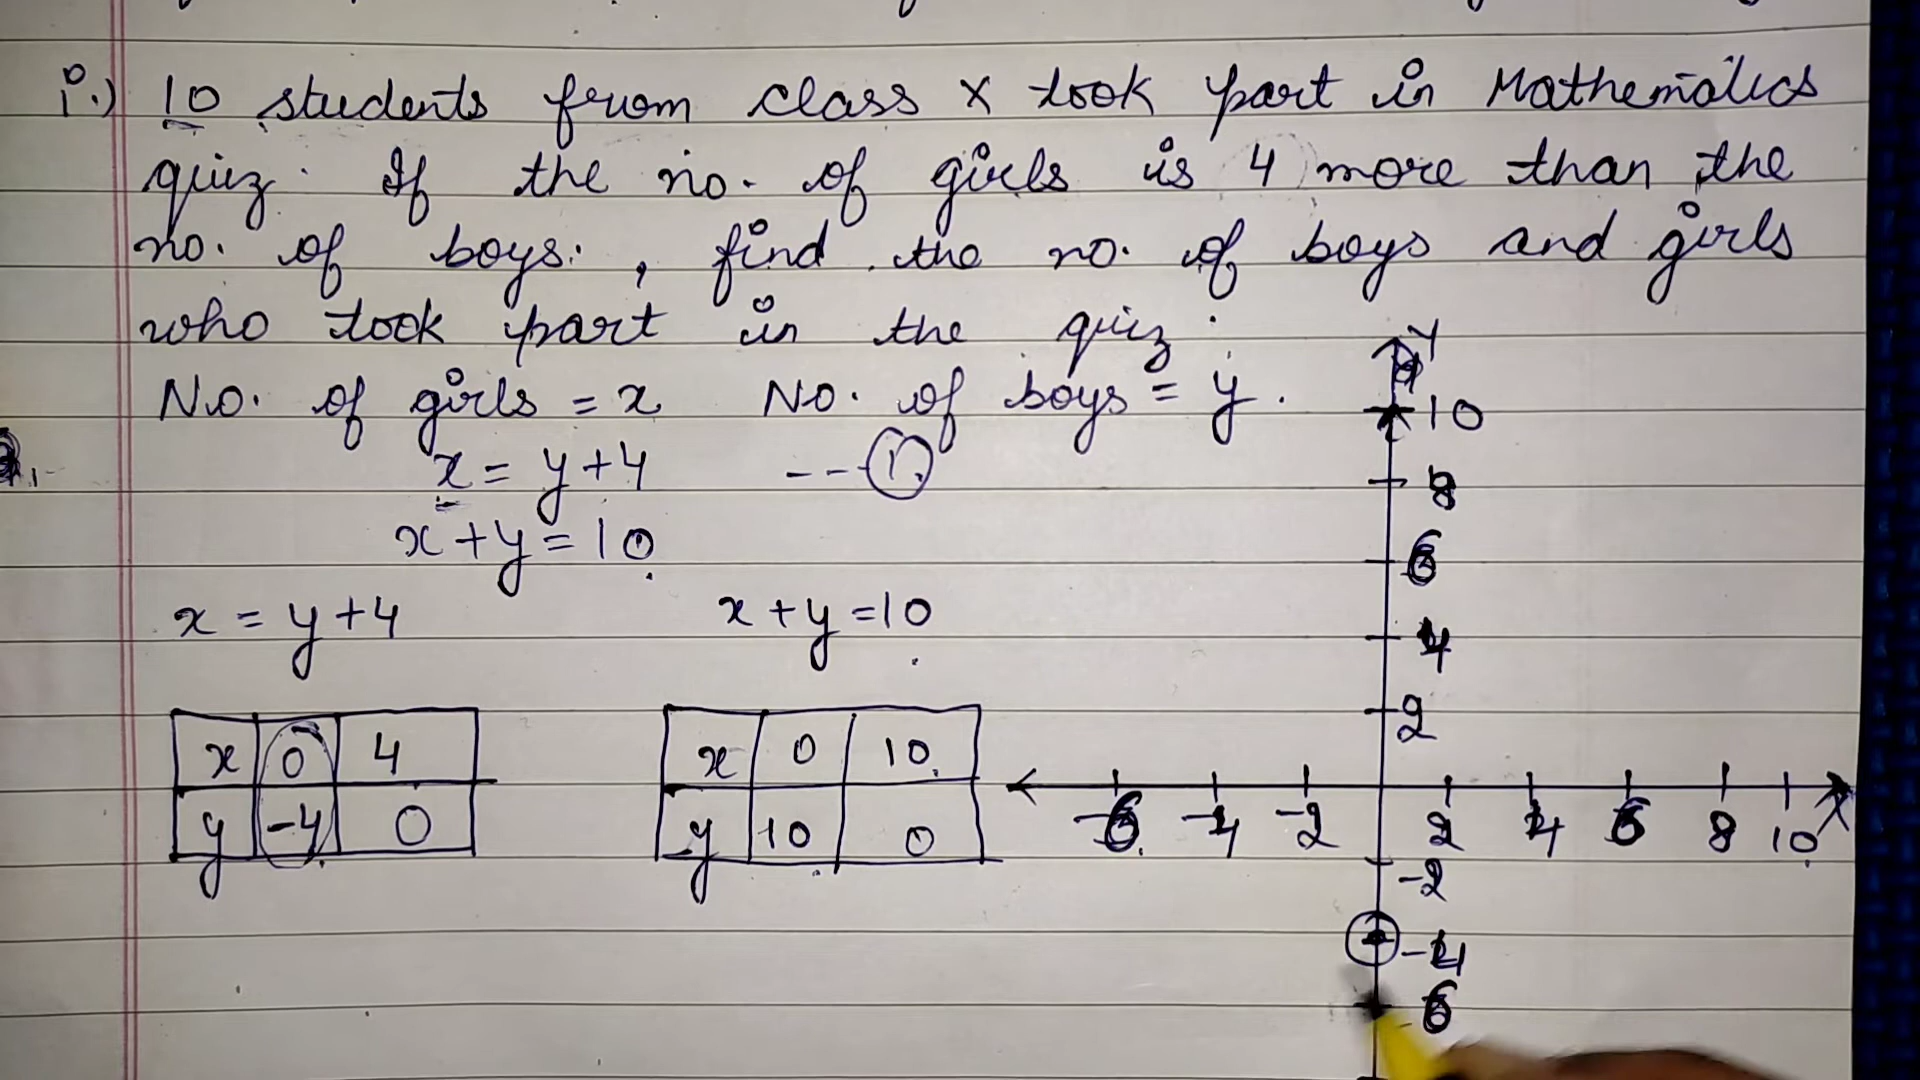 i.) 10 students from class X took part in Mathematics
quiz. If the no. of girls is 4 more than the
no. of boys, find the no. of boys and girls
who took part in the quiz.
No. of girls = x No. of boys = y.
x = y+4 ---(1.)
x+y=10
x = y+4 x+y=10
x 0 4
y -4 0
x 0 10
y 10 0
Y
10
8
6
4
2
-6 -4 -2 2 4 6 8 10 X
-2
-4
-6